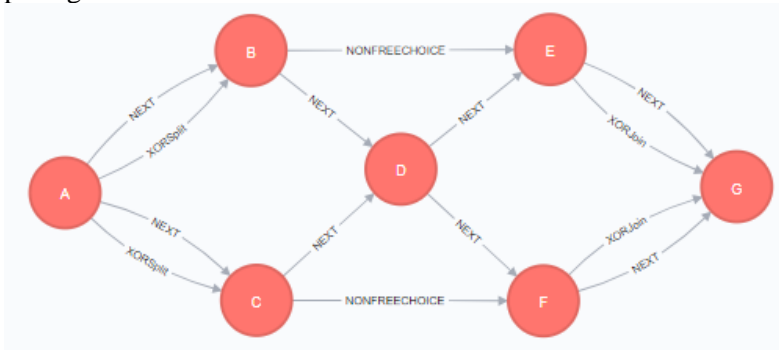 B
NONFREECHOICE
E
NEXT
XORSplit
NEXT
NEXT
NEXT
XORJoin
A
D
G
NEXT
XORSplit
NEXT
NEXT
XORJoin
NEXT
C
NONFREECHOICE
F